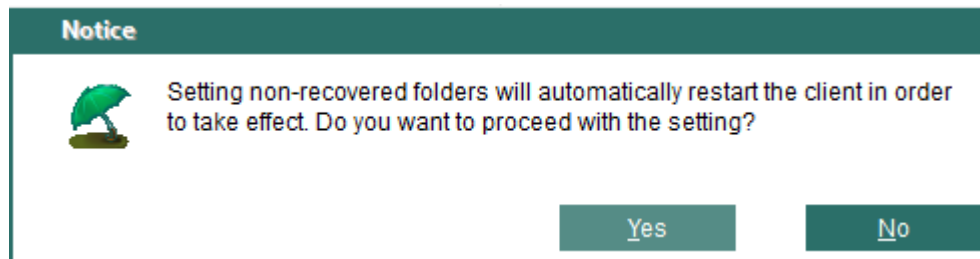 Notice
Setting non-recovered folders will automatically restart the client in order
to take effect. Do you want to proceed with the setting?
Yes
No